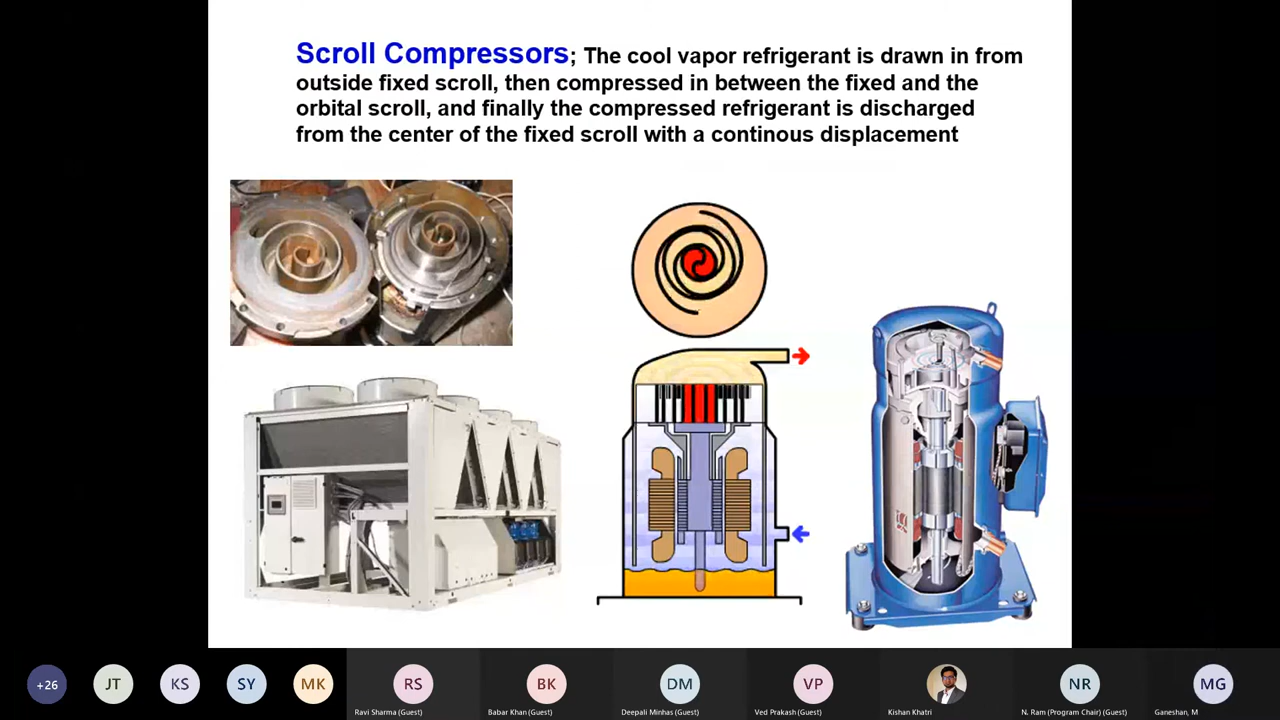 Scroll Compressors; The cool vapor refrigerant is drawn in from
outside fixed scroll, then compressed in between the fixed and the
orbital scroll, and finally the compressed refrigerant is discharged
from the center of the fixed scroll with a continous displacement
+26
JT
KS
SY
MK
RS
BK
DM
VP
NR
MG
Ravi Sharma (Guest)
Babar Khan (Guest)
Deepali Minhas (Guest)
Ved Prakash (Guest)
Kishan Khatri
N. Ram (Program Chair) (Guest)
Ganeshan, M